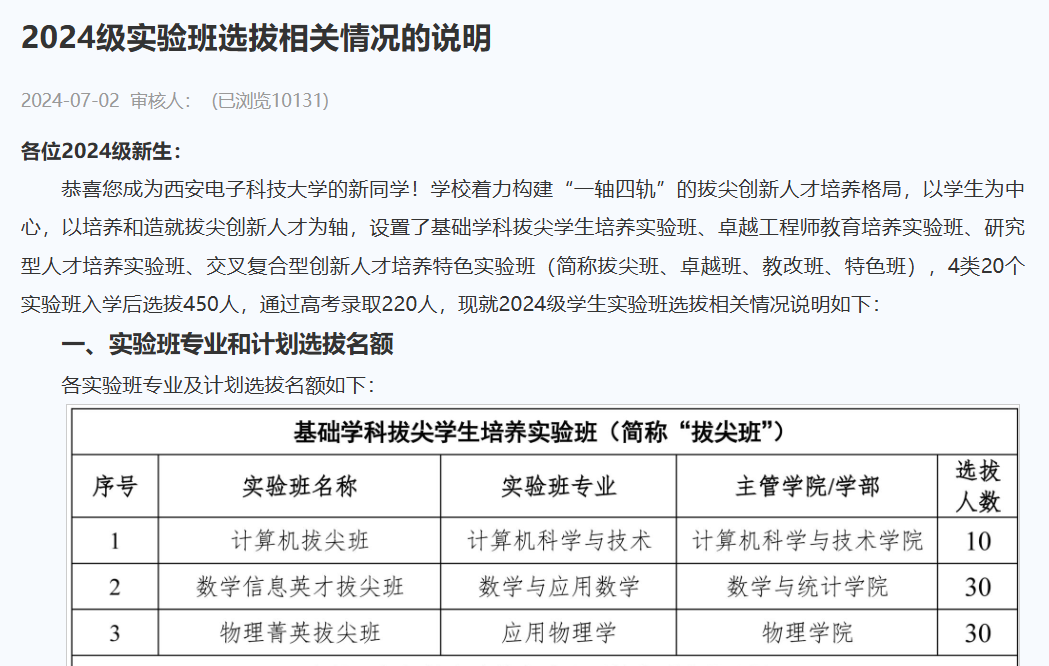 2024级实验班选拔相关情况的说明
2024-07-02 审核人： (已浏览10131)
各位2024级新生：
恭喜您成为西安电子科技大学的新同学！学校着力构建“一轴四轨”的拔尖创新人才培养格局，以学生为中
心，以培养和造就拔尖创新人才为轴，设置了基础学科拔尖学生培养实验班、卓越工程师教育培养实验班、研究
型人才培养实验班、交叉复合型创新人才培养特色实验班（简称拔尖班、卓越班、教改班、特色班），4类20个
实验班入学后选拔450人，通过高考录取220人，现就2024级学生实验班选拔相关情况说明如下：
一、实验班专业和计划选拔名额
各实验班专业及计划选拔名额如下：
基础学科拔尖学生培养实验班（简称“拔尖班”）
序号 实验班名称 实验班专业 主管学院/学部 选拔人数
1 计算机拔尖班 计算机科学与技术 计算机科学与技术学院 10
2 数学信息英才拔尖班 数学与应用数学 数学与统计学院 30
3 物理菁英拔尖班 应用物理学 物理学院 30